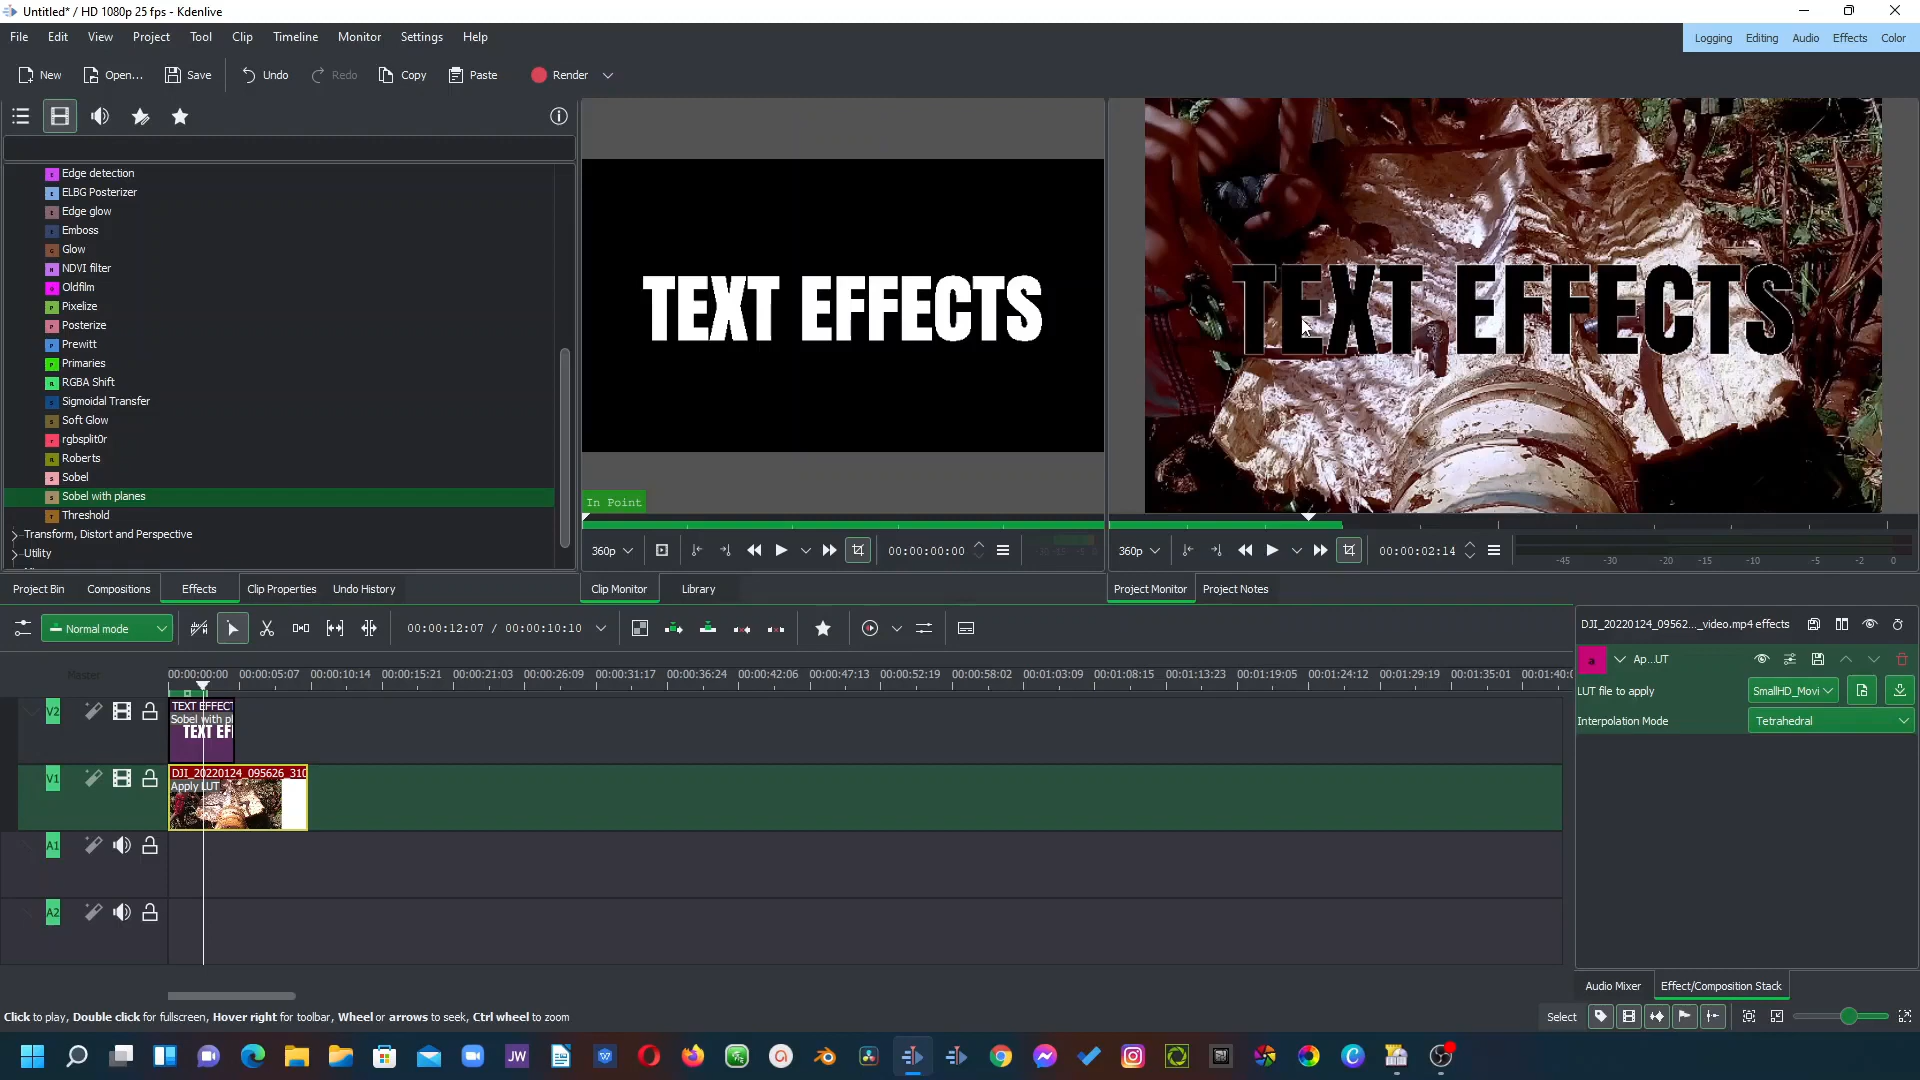 Untitled* / HD 1080p 25 fps - Kdenlive
File Edit View Project Tool Clip Timeline Monitor Settings Help
Logging Editing Audio Effects Color
New Open... Save Undo Redo Copy Paste Render
Edge detection
ELBG Posterizer
Edge glow
Emboss
Glow
NDVI filter
Oldfilm
Pixelize
Posterize
Prewitt
Primaries
RGBA Shift
Sigmoidal Transfer
Soft Glow
rgbsplit0r
Roberts
Sobel
Sobel with planes
Threshold
Transform, Distort and Perspective
Utility
TEXT EFFECTS
In Point
360p 00:00:00:00
TEXT EFFECTS
360p 00:00:02:14
-45 -30 -20 -15 -10 -5 -2 0
Project Bin Compositions Effects Clip Properties Undo History
Clip Monitor Library
Project Monitor Project Notes
Normal mode 00:00:12:07 / 00:00:10:10
Master 00:00:00:00 00:00:05:07 00:00:10:14 00:00:15:21 00:00:21:03 00:00:26:09 00:00:31:17 00:00:36:24 00:00:42:06 00:00:47:13 00:00:52:19 00:00:58:02 00:01:03:09 00:01:08:15 00:01:13:23 00:01:19:05 00:01:24:12 00:01:29:19 00:01:35:01 00:01:40:0
V2
TEXT EFFECT
Sobel with pl
TEXT EF
V1
DJI_20220124_095626_310
Apply LUT
A1
A2
DJI_20220124_09562..._video.mp4 effects
Ap...UT
LUT file to apply SmallHD_Movi
Interpolation Mode Tetrahedral
Audio Mixer Effect/Composition Stack
Click to play, Double click for fullscreen, Hover right for toolbar, Wheel or arrows to seek, Ctrl wheel to zoom
Select
JW